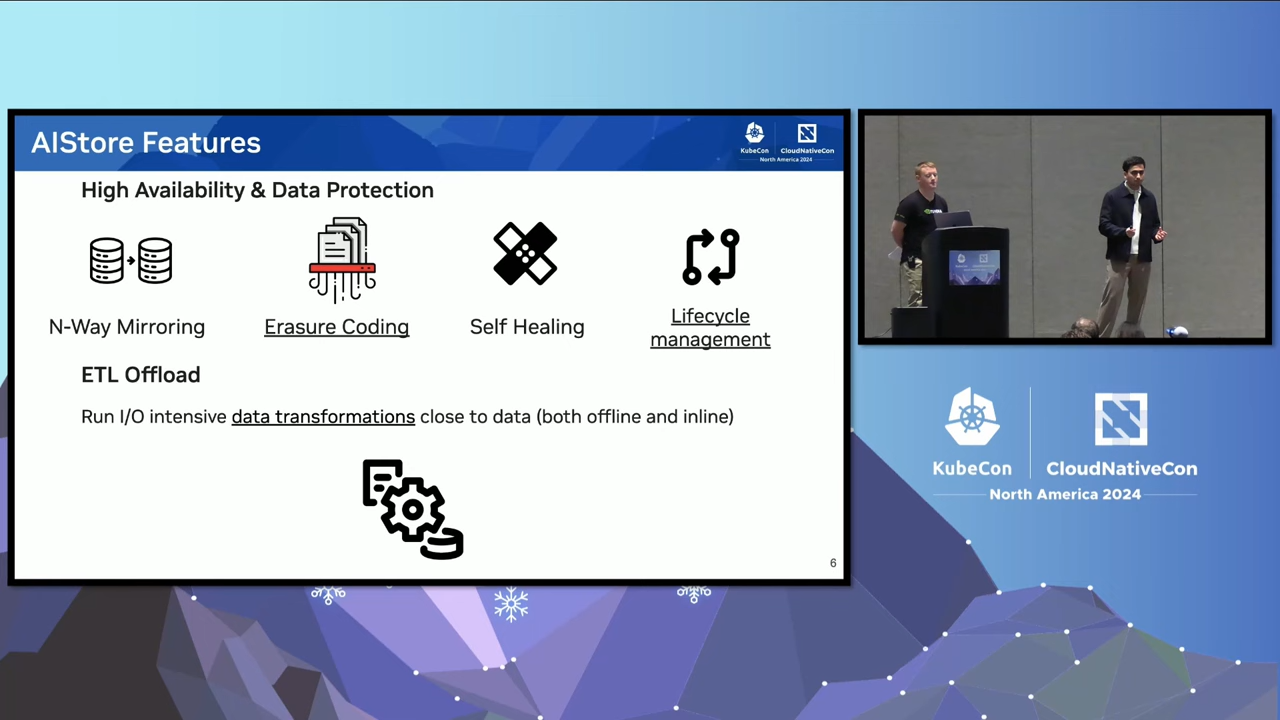 AIStore Features
KubeCon
CloudNativeCon
North America 2024
High Availability & Data Protection
N-Way Mirroring
Erasure Coding
Self Healing
Lifecycle
management
ETL Offload
Run I/O intensive data transformations close to data (both offline and inline)
6
KubeCon
CloudNativeCon
North America 2024